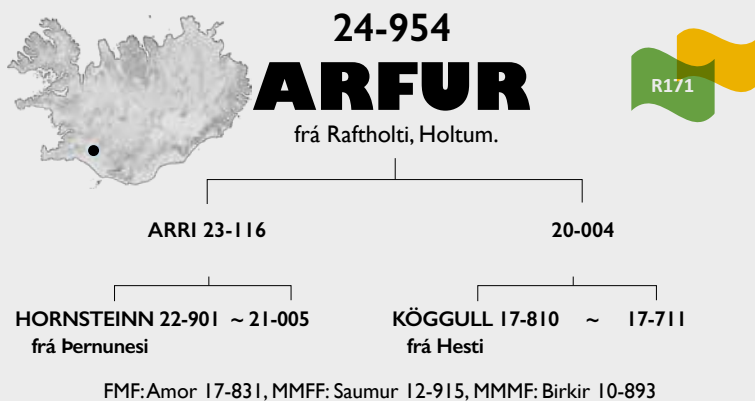 24-954
ARFUR
R171
frá Raftholti, Holtum.
ARRI 23-116 20-004
HORNSTEINN 22-901 ~ 21-005 KÖGGULL 17-810 ~ 17-711
frá Þernunesi frá Hesti
FMF: Amor 17-831, MMFF: Saumur 12-915, MMMF: Birkir 10-893